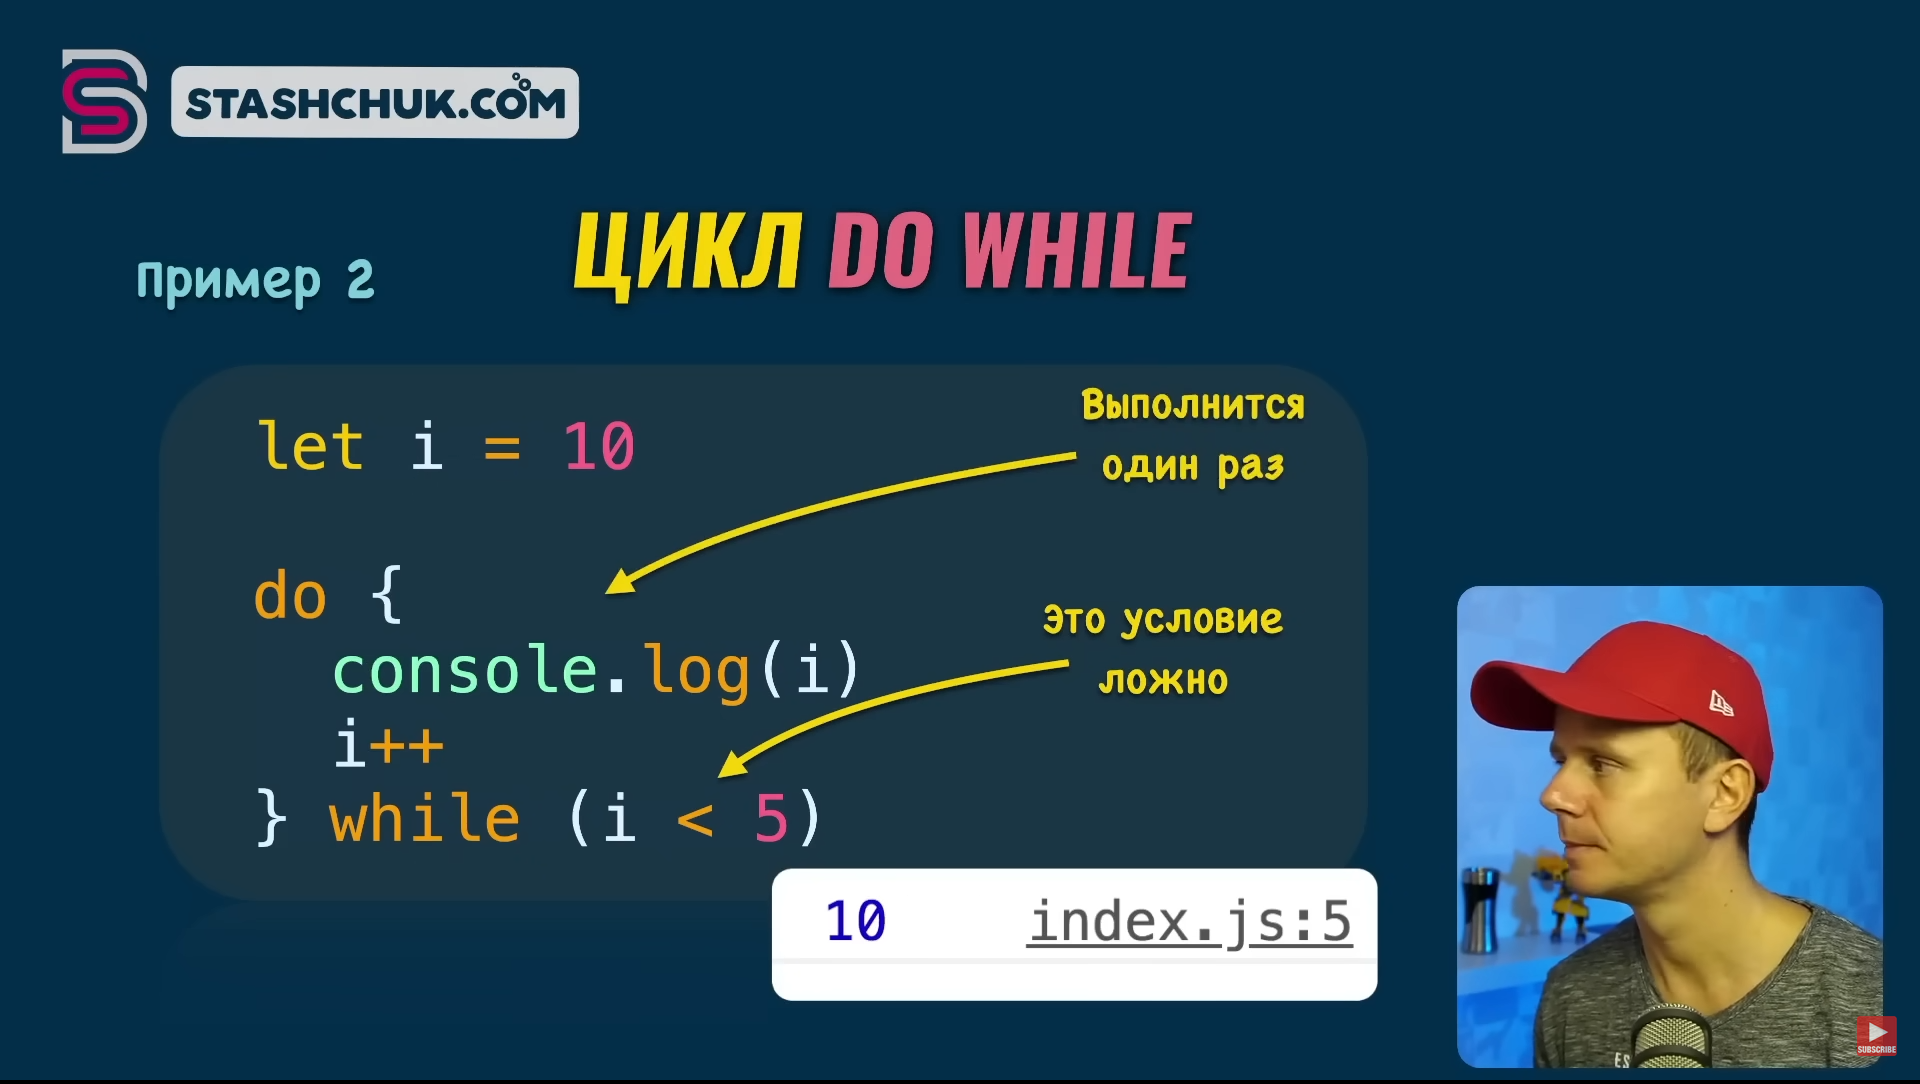 STASHCHUK.COM
ЦИКЛ DO WHILE
Пример 2
let i = 10
Выполнится
один раз
do {
console.log(i)
i++
} while (i < 5)
Это условие
ложно
10 index.js:5
SUBSCRIBE